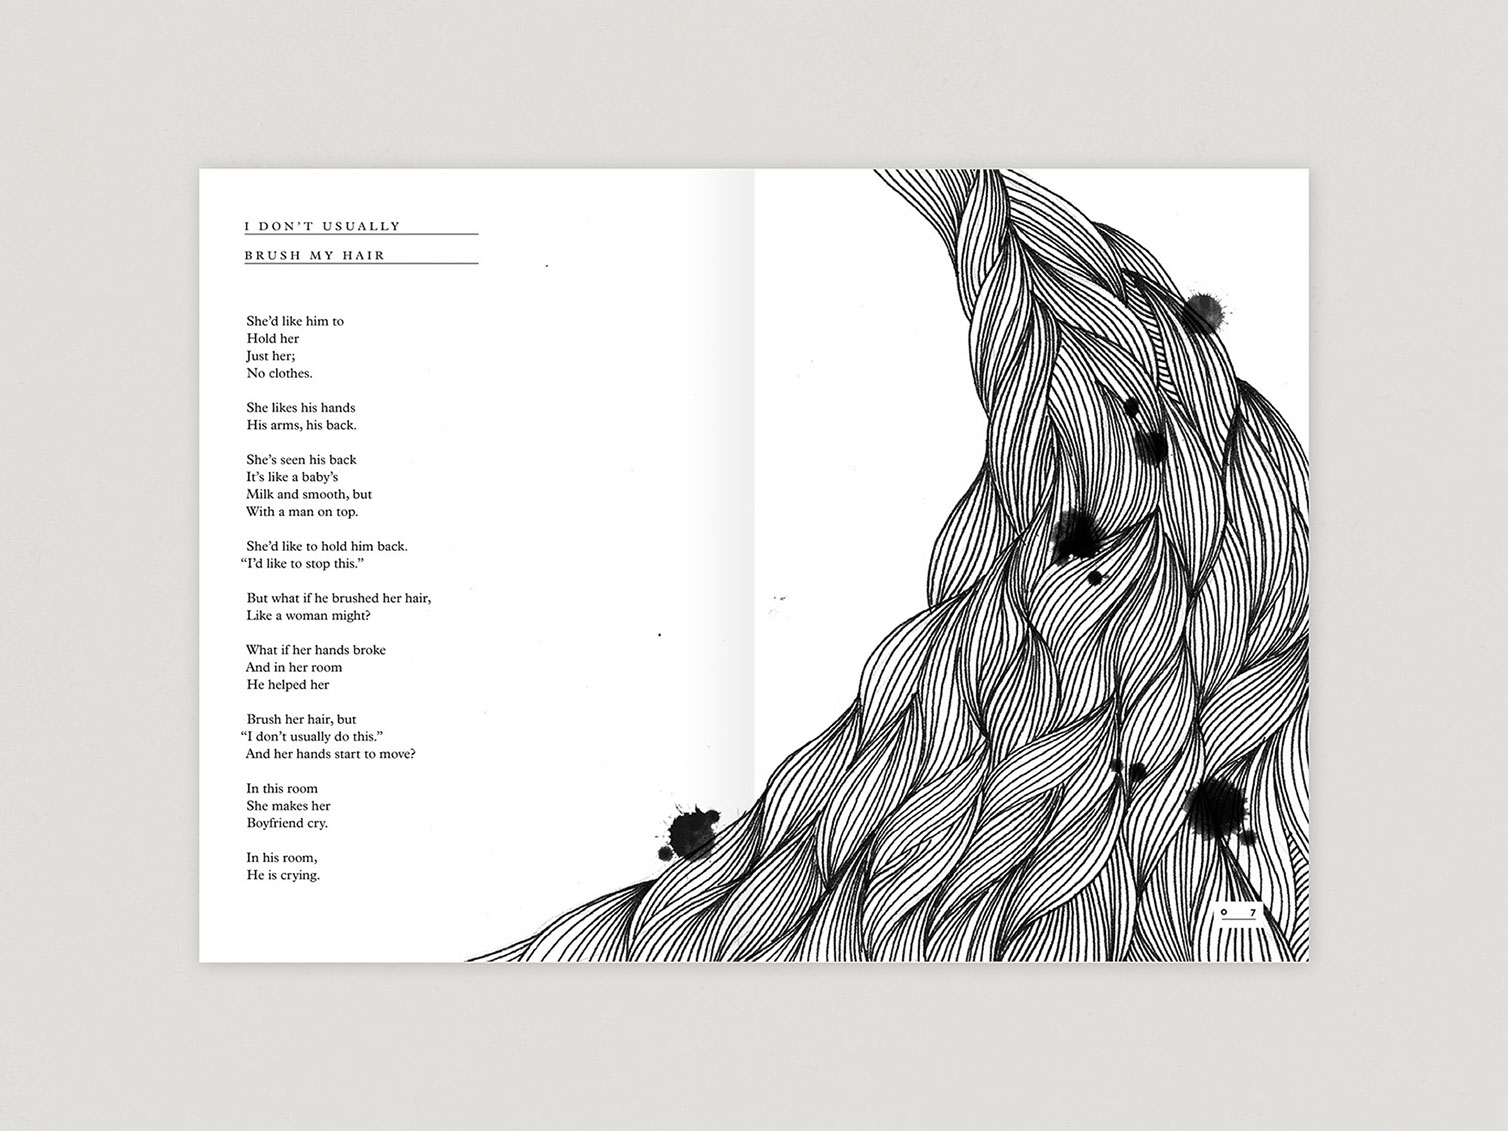 I DON'T USUALLY
BRUSH MY HAIR
She'd like him to
Hold her
Just her;
No clothes.
She likes his hands
His arms, his back.
She's seen his back
It's like a baby's
Milk and smooth, but
With a man on top.
She'd like to hold him back.
“I'd like to stop this.”
But what if he brushed her hair,
Like a woman might?
What if her hands broke
And in her room
He helped her
Brush her hair, but
“I don't usually do this.”
And her hands start to move?
In this room
She makes her
Boyfriend cry.
In his room,
He is crying.
0 7